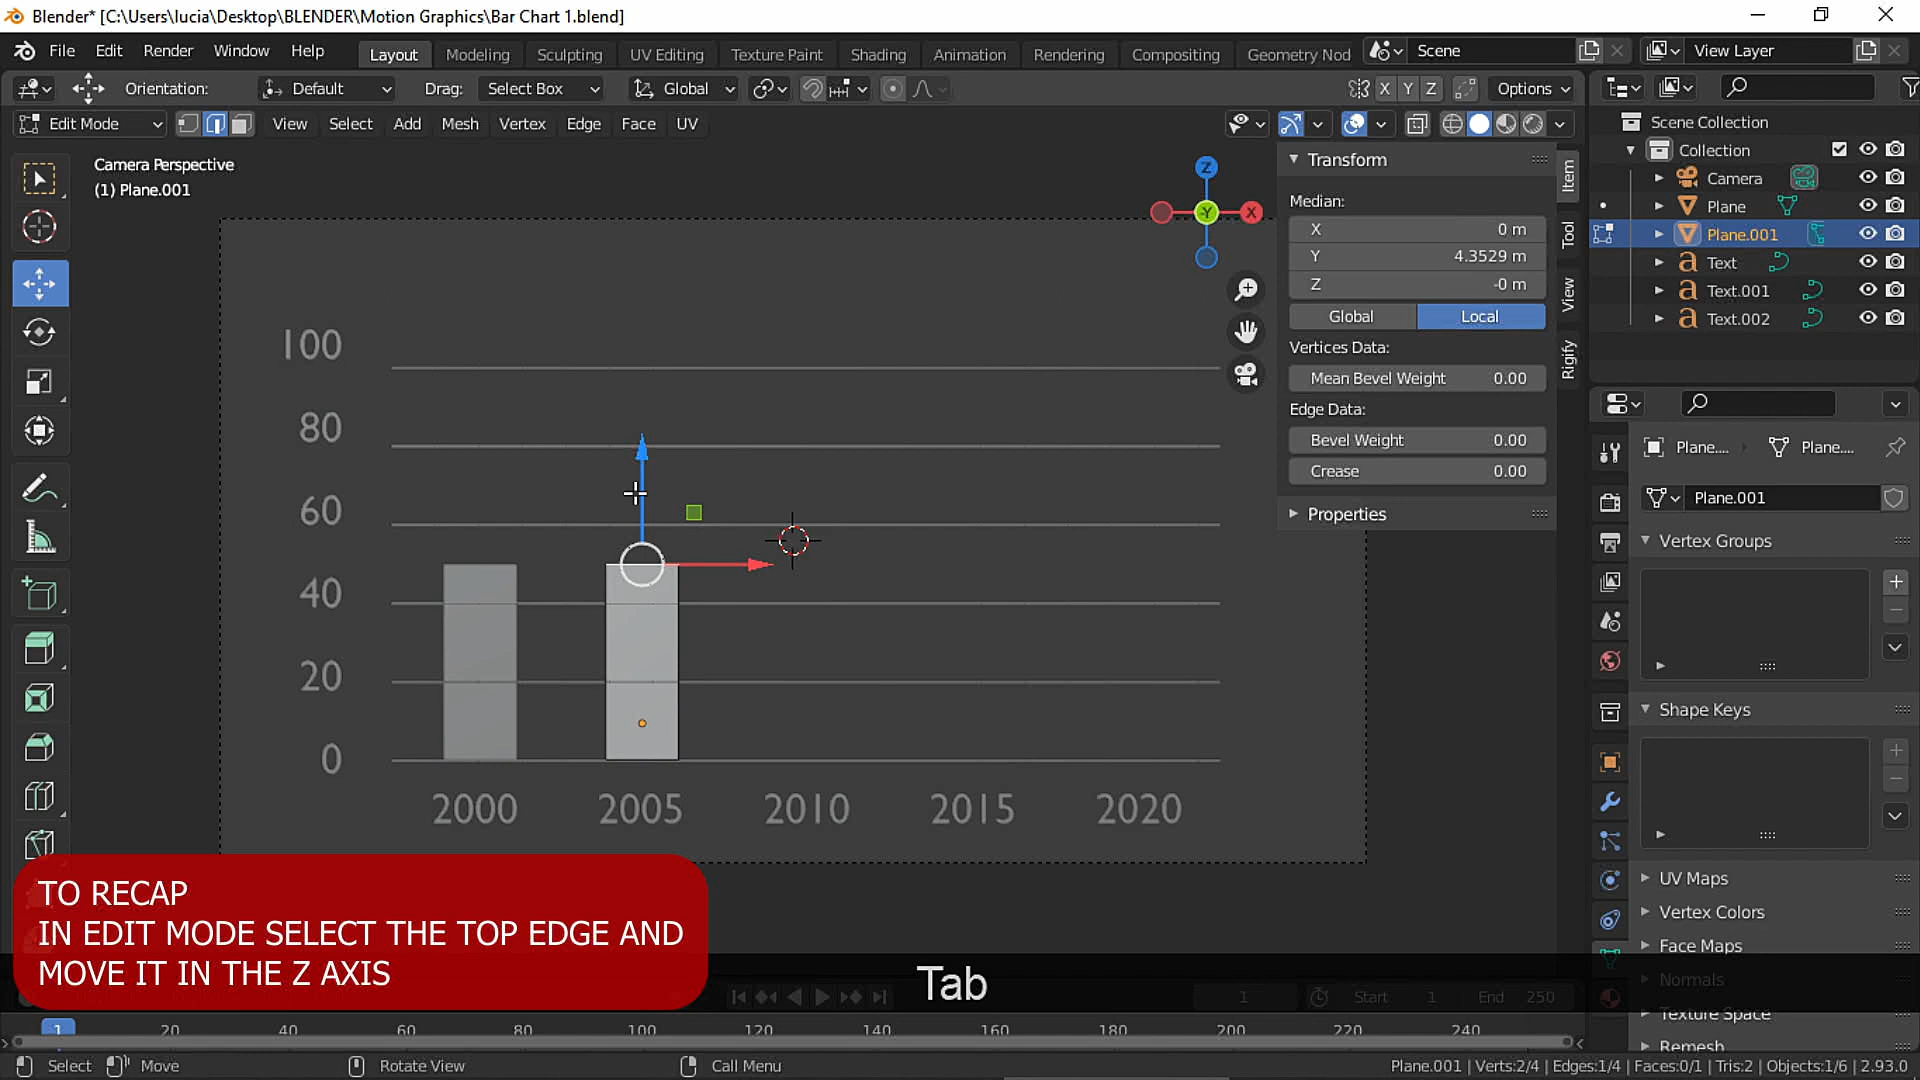 Blender* [C:\Users\lucia\Desktop\BLENDER\Motion Graphics\Bar Chart 1.blend]
File Edit Render Window Help Layout Modeling Sculpting UV Editing Texture Paint Shading Animation Rendering Compositing Geometry Nod Scene View Layer
Orientation: Default Drag: Select Box Global X Y Z Options
Edit Mode View Select Add Mesh Vertex Edge Face UV
Camera Perspective
(1) Plane.001
Z
Y
X
Transform
Median:
X 0 m
Y 4.3529 m
Z -0 m
Global Local
Vertices Data:
Mean Bevel Weight 0.00
Edge Data:
Bevel Weight 0.00
Crease 0.00
Properties
Item
Tool
View
Rigify
Scene Collection
Collection
Camera
Plane
Plane.001
Text
Text.001
Text.002
Plane.... Plane....
Plane.001
Vertex Groups
Shape Keys
UV Maps
Vertex Colors
Face Maps
Normals
Texture Space
Remesh
100
80
60
40
20
0
2000 2005 2010 2015 2020
TO RECAP
IN EDIT MODE SELECT THE TOP EDGE AND
MOVE IT IN THE Z AXIS
Tab
1 Start 1 End 250
1 20 40 60 80 100 120 140 160 180 200 220 240
Select Move Rotate View Call Menu Plane.001 | Verts:2/4 | Edges:1/4 | Faces:0/1 | Tris:2 | Objects:1/6 | 2.93.0